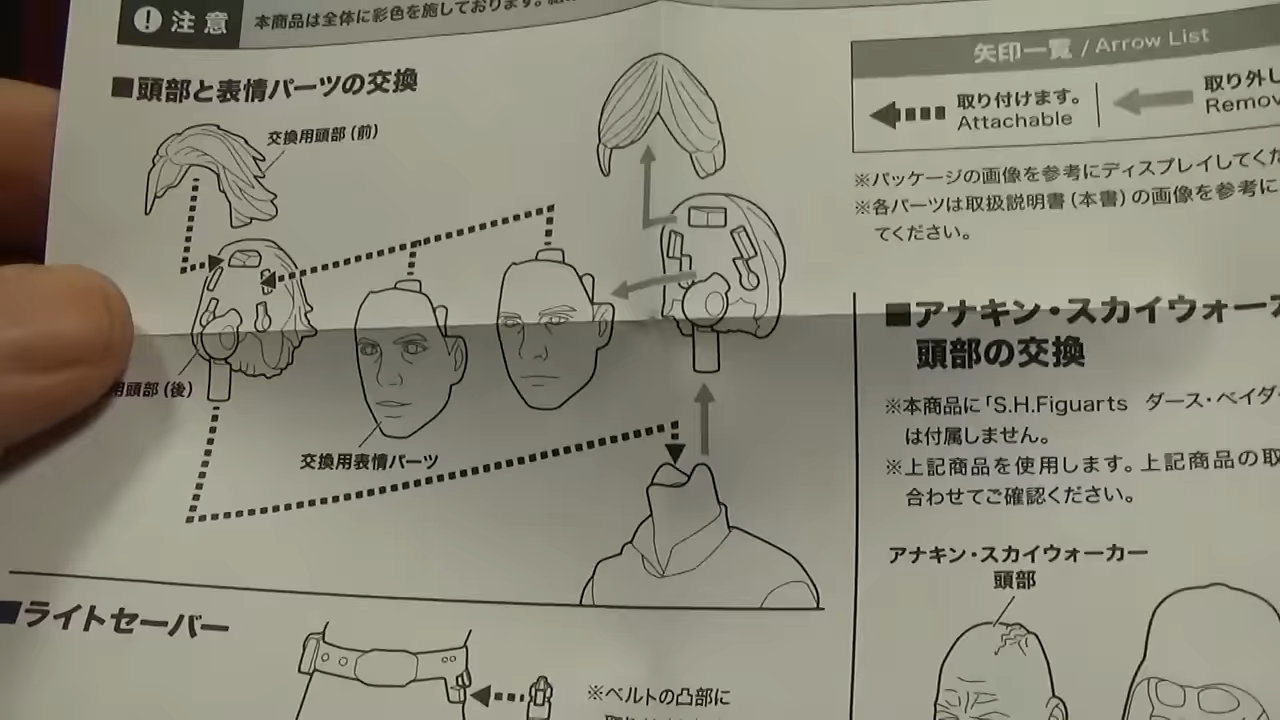 ! 注意
本商品は全体に彩色を施しております。
■頭部と表情パーツの交換
交換用頭部（前）
用頭部（後）
交換用表情パーツ
矢印一覧 / Arrow List
取り付けます。
Attachable
取り外し
Remov
※パッケージの画像を参考にディスプレイしてくだ
※各パーツは取扱説明書（本書）の画像を参考に
てください。
■アナキン・スカイウォーカ
頭部の交換
※本商品に「S.H.Figuarts ダース・ベイダー
は付属しません。
※上記商品を使用します。上記商品の取
合わせてご確認ください。
アナキン・スカイウォーカー
頭部
■ライトセーバー
※ベルトの凸部に